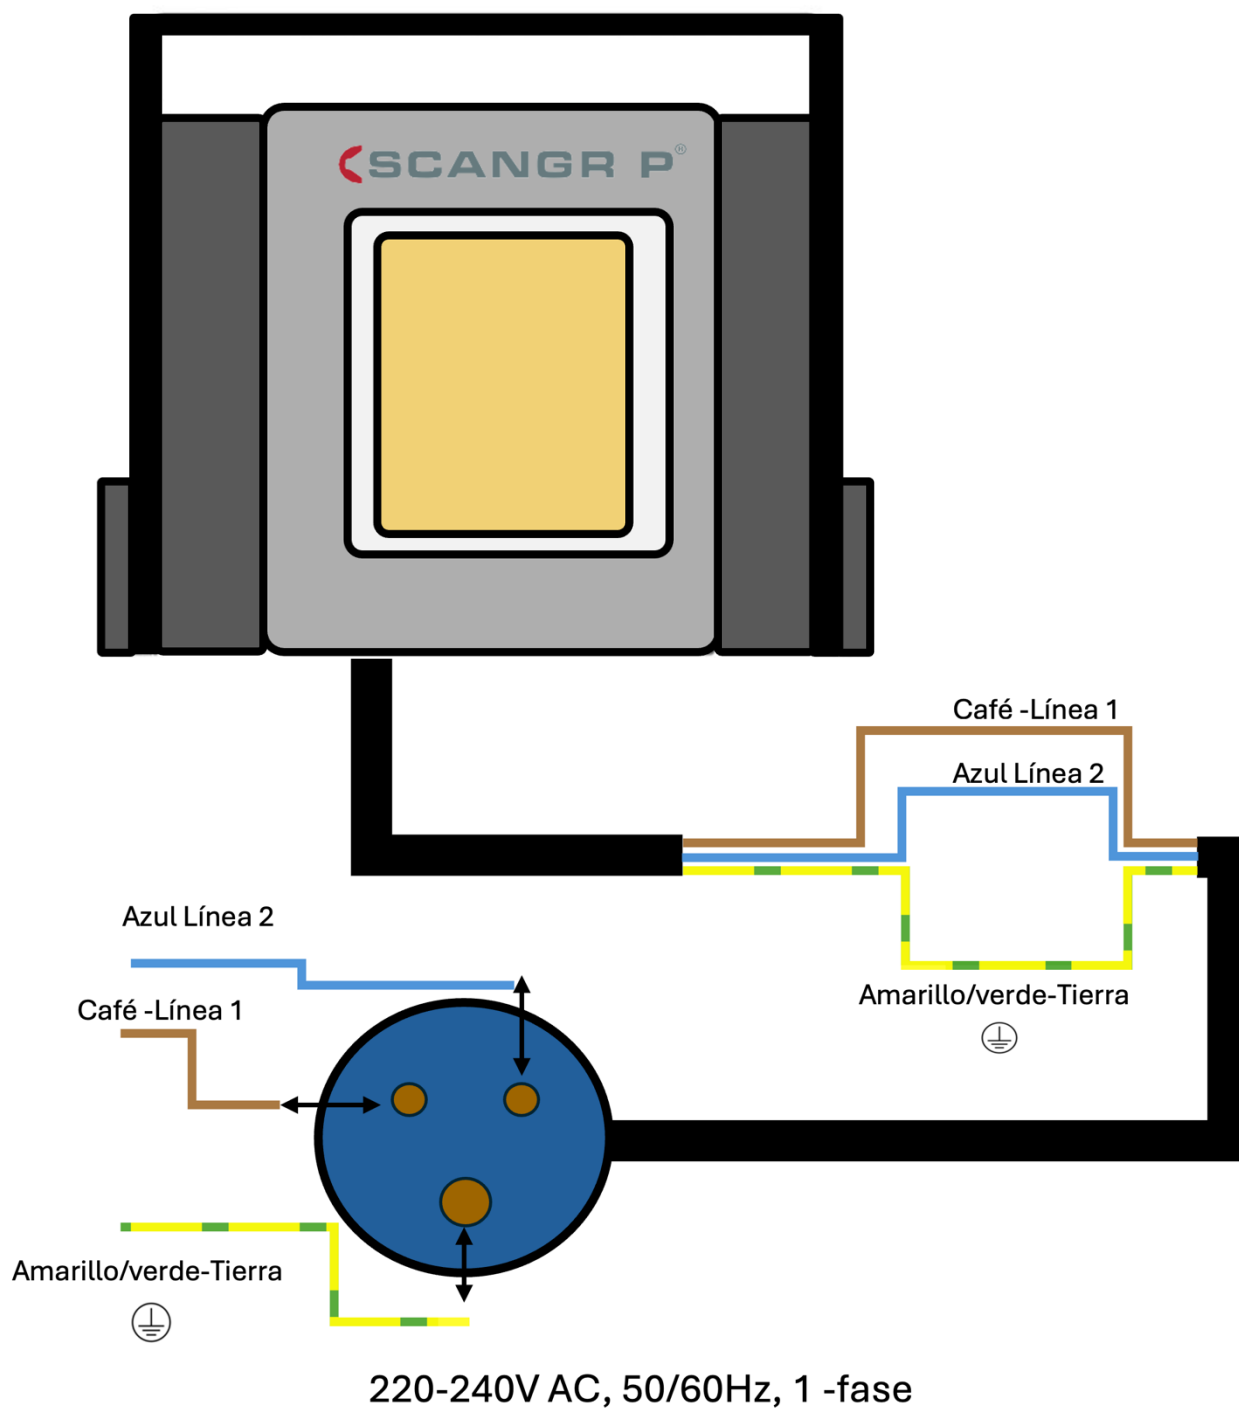 SCANGR P®
Café -Línea 1
Azul Línea 2
Azul Línea 2
Amarillo/verde-Tierra
Café -Línea 1
Amarillo/verde-Tierra
220-240V AC, 50/60Hz, 1 -fase